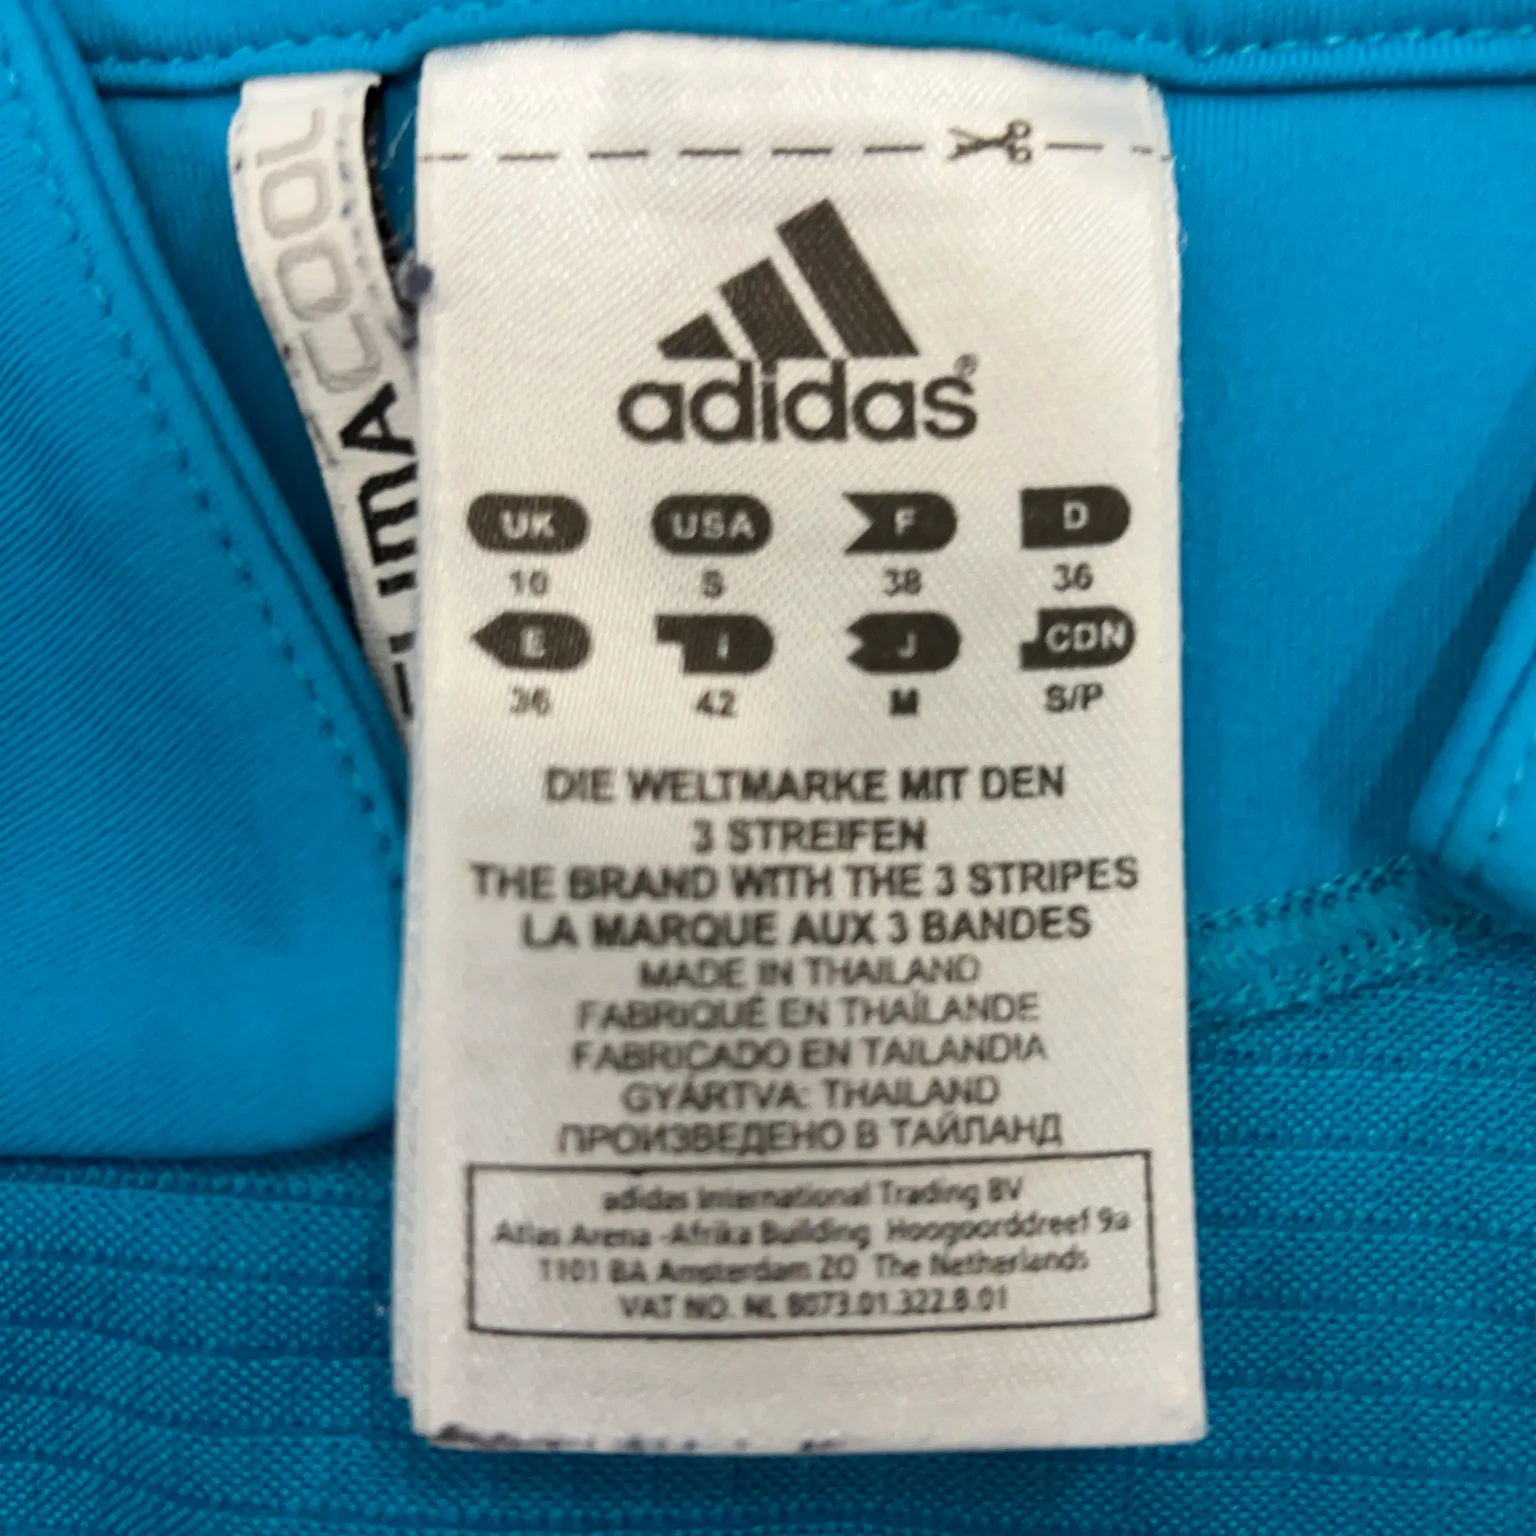 CLIMACOOL
adidas®
UK USA F D
10 S 38 36
E I J CDN
36 42 M S/P
DIE WELTMARKE MIT DEN
3 STREIFEN
THE BRAND WITH THE 3 STRIPES
LA MARQUE AUX 3 BANDES
MADE IN THAILAND
FABRIQUÉ EN THAÏLANDE
FABRICADO EN TAILANDIA
GYÁRTVA: THAILAND
ПРОИЗВЕДЕНО В ТАЙЛАНД
adidas International Trading BV
Atlas Arena -Afrika Building Hoogoorddreef 9a
1101 BA Amsterdam ZO The Netherlands
VAT NO. NL 8073.01.322.B.01